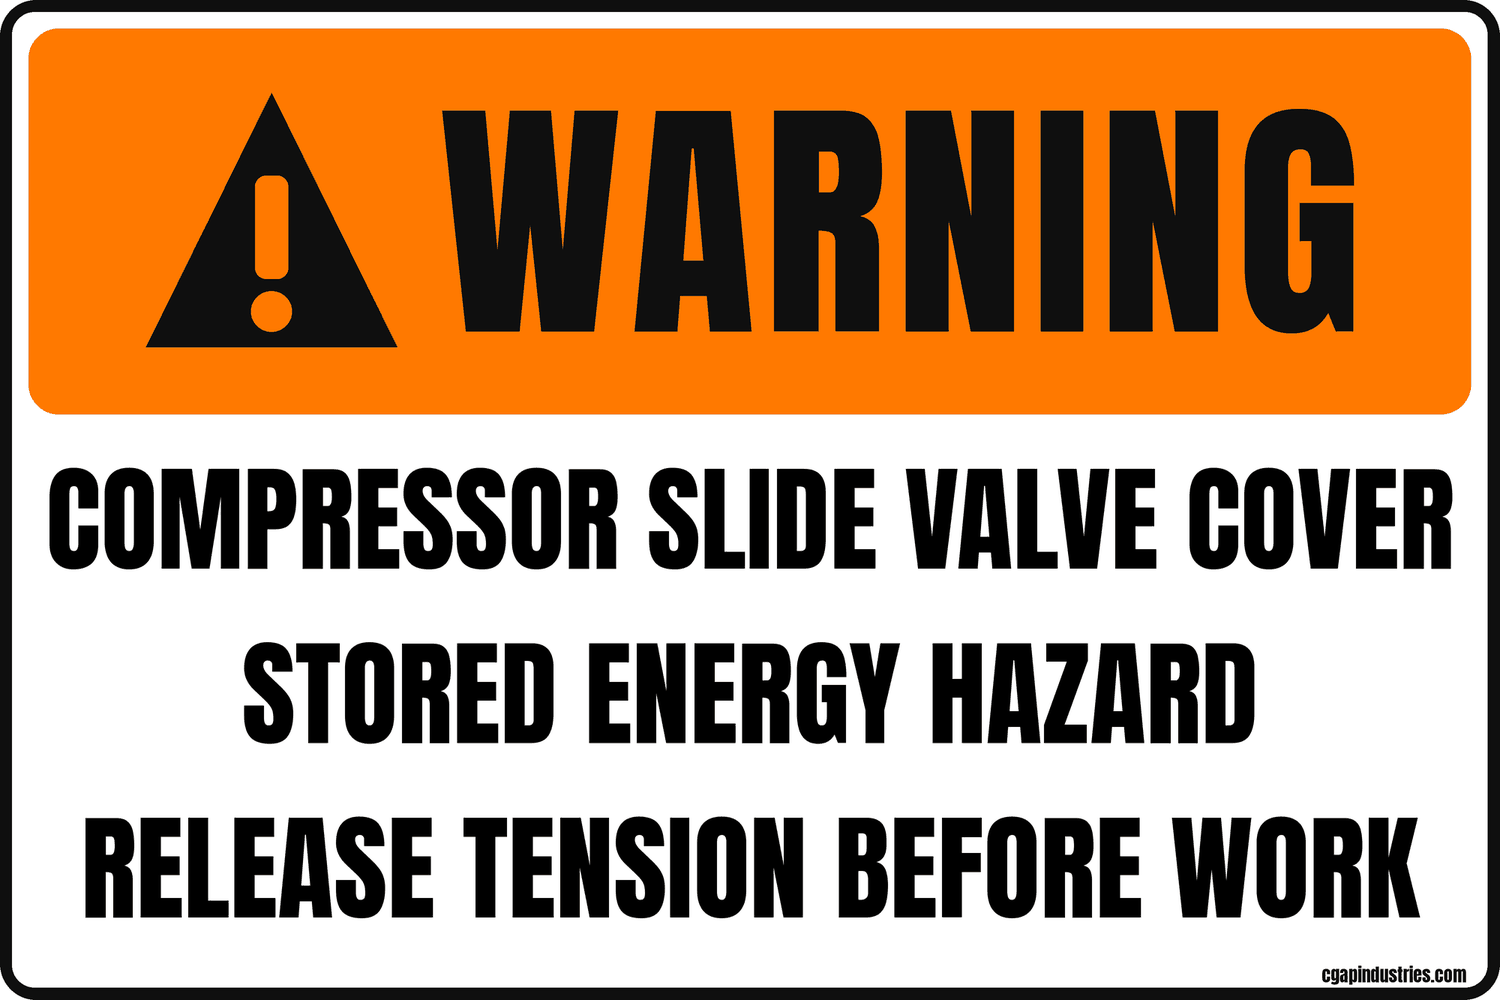 WARNING
COMPRESSOR SLIDE VALVE COVER
STORED ENERGY HAZARD
RELEASE TENSION BEFORE WORK
cgapindustries.com